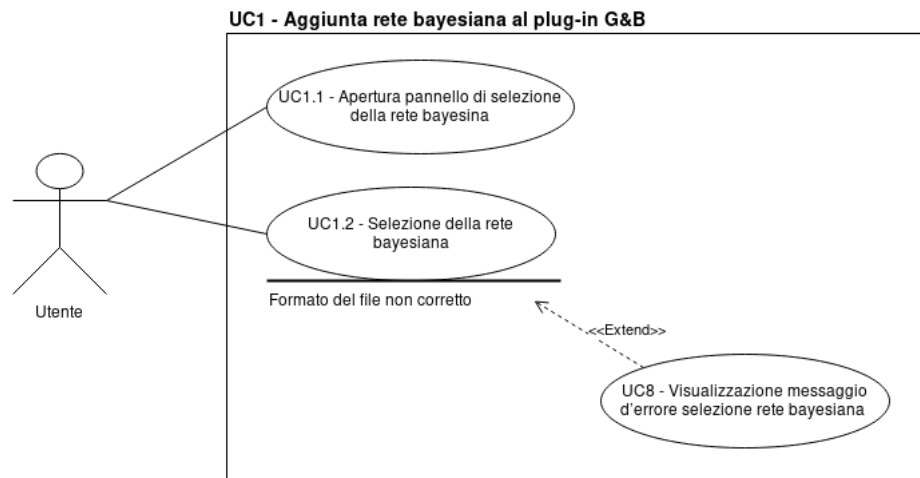 UC1 - Aggiunta rete bayesiana al plug-in G&B
UC1.1 - Apertura pannello di selezione
della rete bayesina
UC1.2 - Selezione della rete
bayesiana
Formato del file non corretto
Utente
<<Extend>>
UC8 - Visualizzazione messaggio
d'errore selezione rete bayesiana